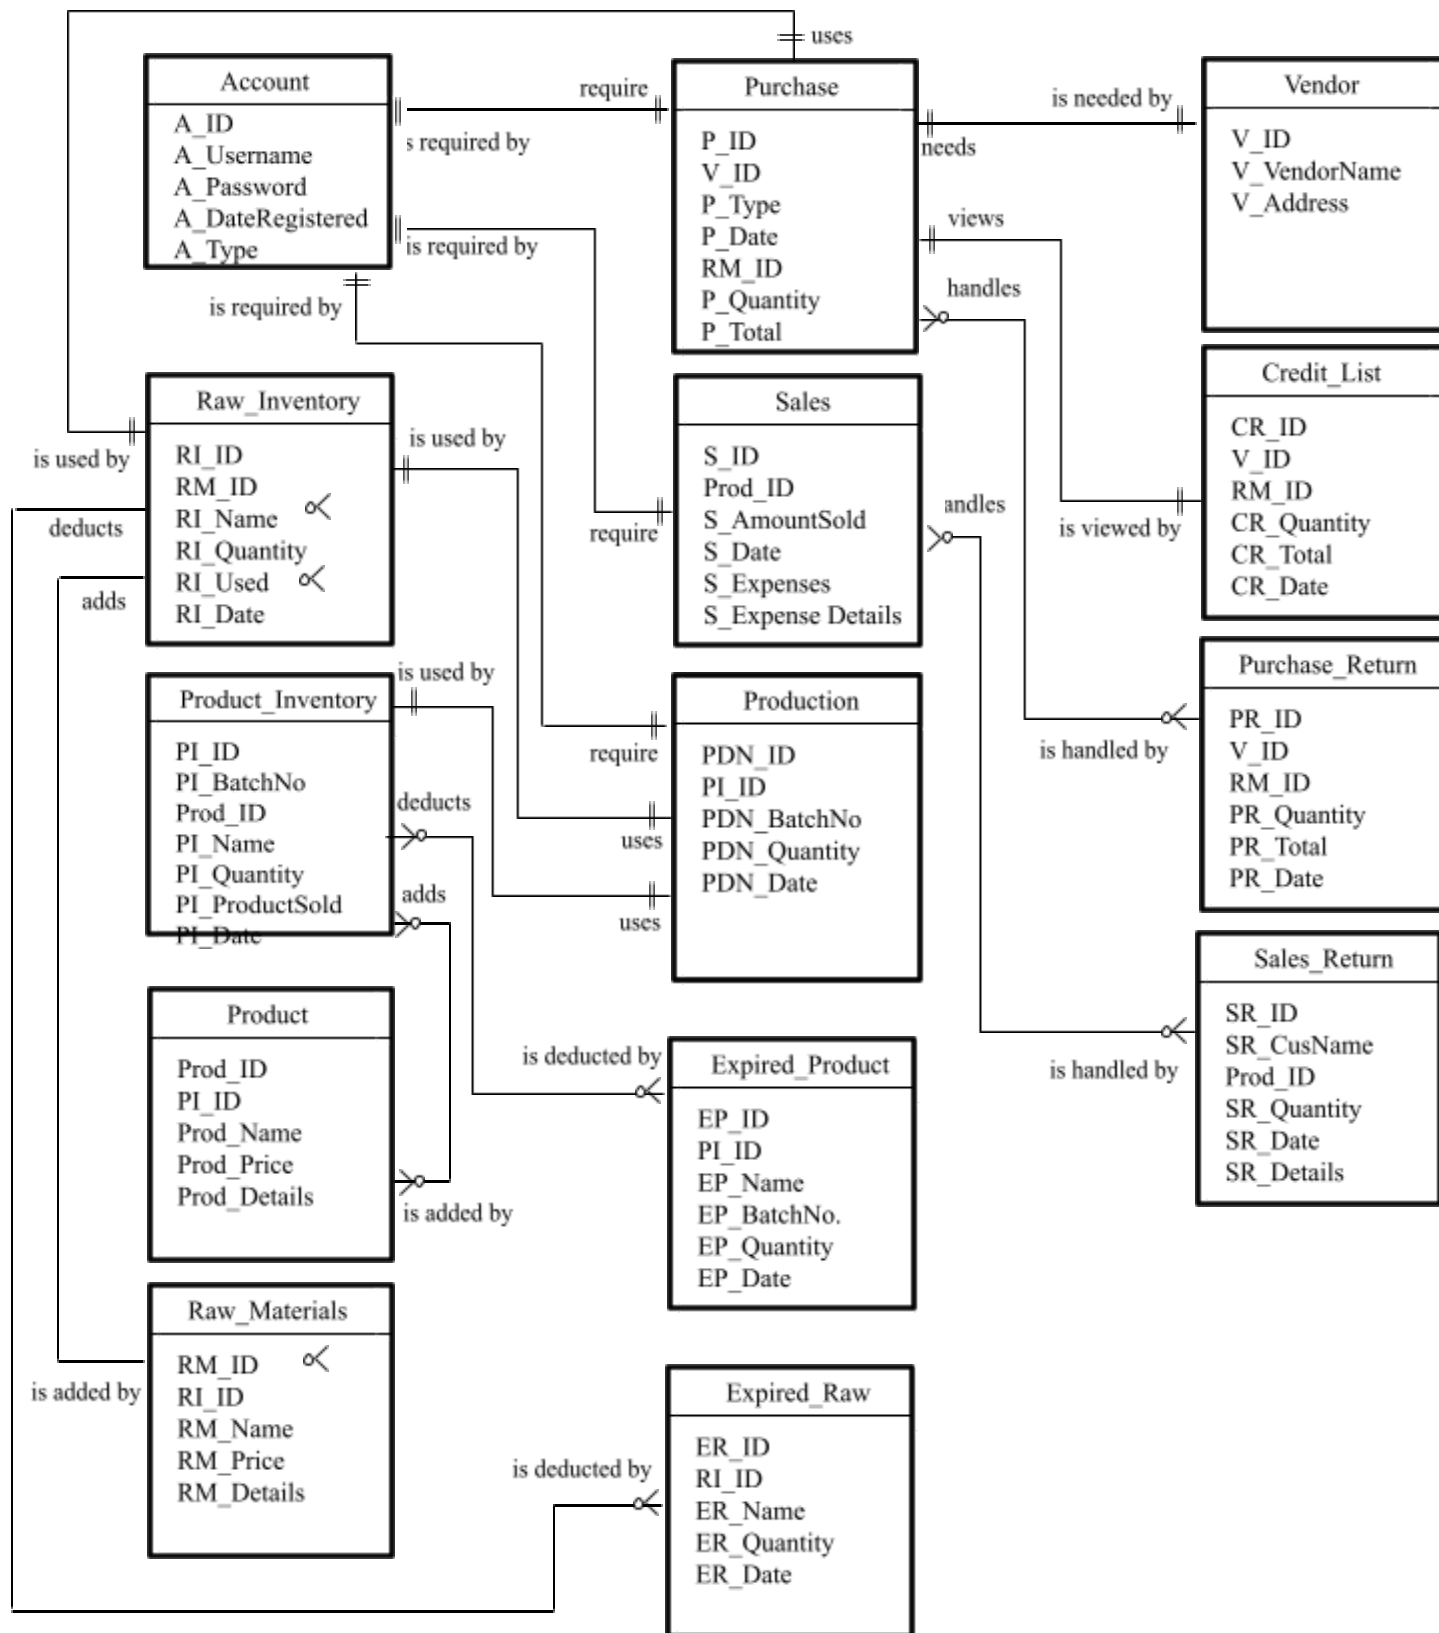 uses
Account
A_ID
A_Username
A_Password
A_DateRegistered
A_Type
require
s required by
is required by
is required by
require
require
Purchase
P_ID
V_ID
P_Type
P_Date
RM_ID
P_Quantity
P_Total
is needed by
needs
views
handles
Vendor
V_ID
V_VendorName
V_Address
Raw_Inventory
RI_ID
RM_ID
RI_Name
RI_Quantity
RI_Used
RI_Date
is used by
deducts
adds
is used by
Sales
S_ID
Prod_ID
S_AmountSold
S_Date
S_Expenses
S_Expense Details
andles
is viewed by
Credit_List
CR_ID
V_ID
RM_ID
CR_Quantity
CR_Total
CR_Date
Product_Inventory
PI_ID
PI_BatchNo
Prod_ID
PI_Name
PI_Quantity
PI_ProductSold
PI_Date
is used by
deducts
adds
uses
uses
Production
PDN_ID
PI_ID
PDN_BatchNo
PDN_Quantity
PDN_Date
is handled by
Purchase_Return
PR_ID
V_ID
RM_ID
PR_Quantity
PR_Total
PR_Date
Product
Prod_ID
PI_ID
Prod_Name
Prod_Price
Prod_Details
is added by
is deducted by
Expired_Product
EP_ID
PI_ID
EP_Name
EP_BatchNo.
EP_Quantity
EP_Date
is handled by
Sales_Return
SR_ID
SR_CusName
Prod_ID
SR_Quantity
SR_Date
SR_Details
is added by
Raw_Materials
RM_ID
RI_ID
RM_Name
RM_Price
RM_Details
is deducted by
Expired_Raw
ER_ID
RI_ID
ER_Name
ER_Quantity
ER_Date